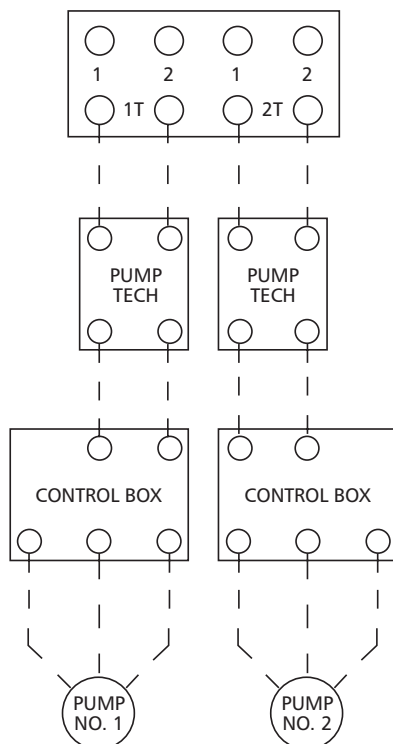 1 2 1 2
1T 2T
PUMP
TECH
PUMP
TECH
CONTROL BOX
CONTROL BOX
PUMP
NO. 1
PUMP
NO. 2